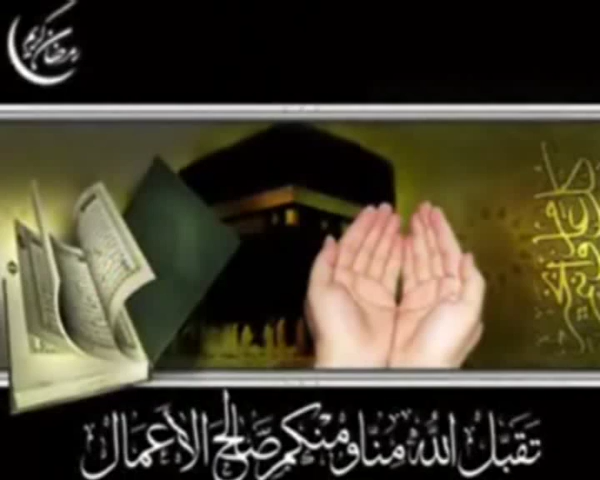 رمضان كريم
تقبل الله منا ومنكم صالح الأعمال